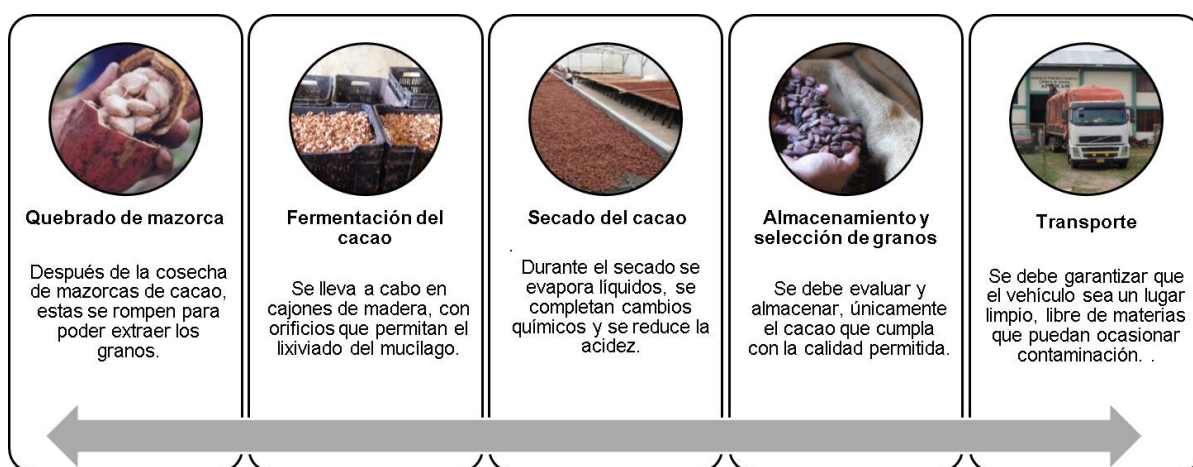 Quebrado de mazorca
Después de la cosecha
de mazorcas de cacao,
estas se rompen para
poder extraer los
granos.
Fermentación del
cacao
Se lleva a cabo en
cajones de madera, con
orificios que permitan el
lixiviado del mucílago.
Secado del cacao
.
Durante el secado se
evapora líquidos, se
completan cambios
químicos y se reduce la
acidez.
Almacenamiento y
selección de granos
Se debe evaluar y
almacenar, únicamente
el cacao que cumpla
con la calidad permitida.
Transporte
Se debe garantizar que
el vehículo sea un lugar
limpio, libre de materias
que puedan ocasionar
contaminación. .